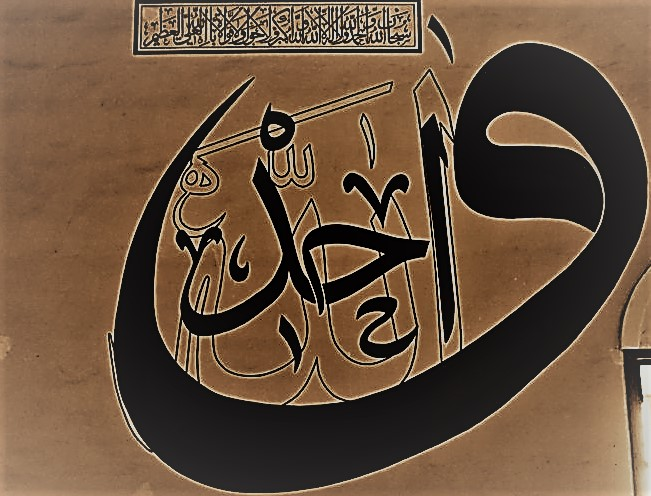 سبحان الله والحمد لله ولا اله الا الله والله اكبر ولا حول ولا قوة الا بالله العلي العظيم
واحد